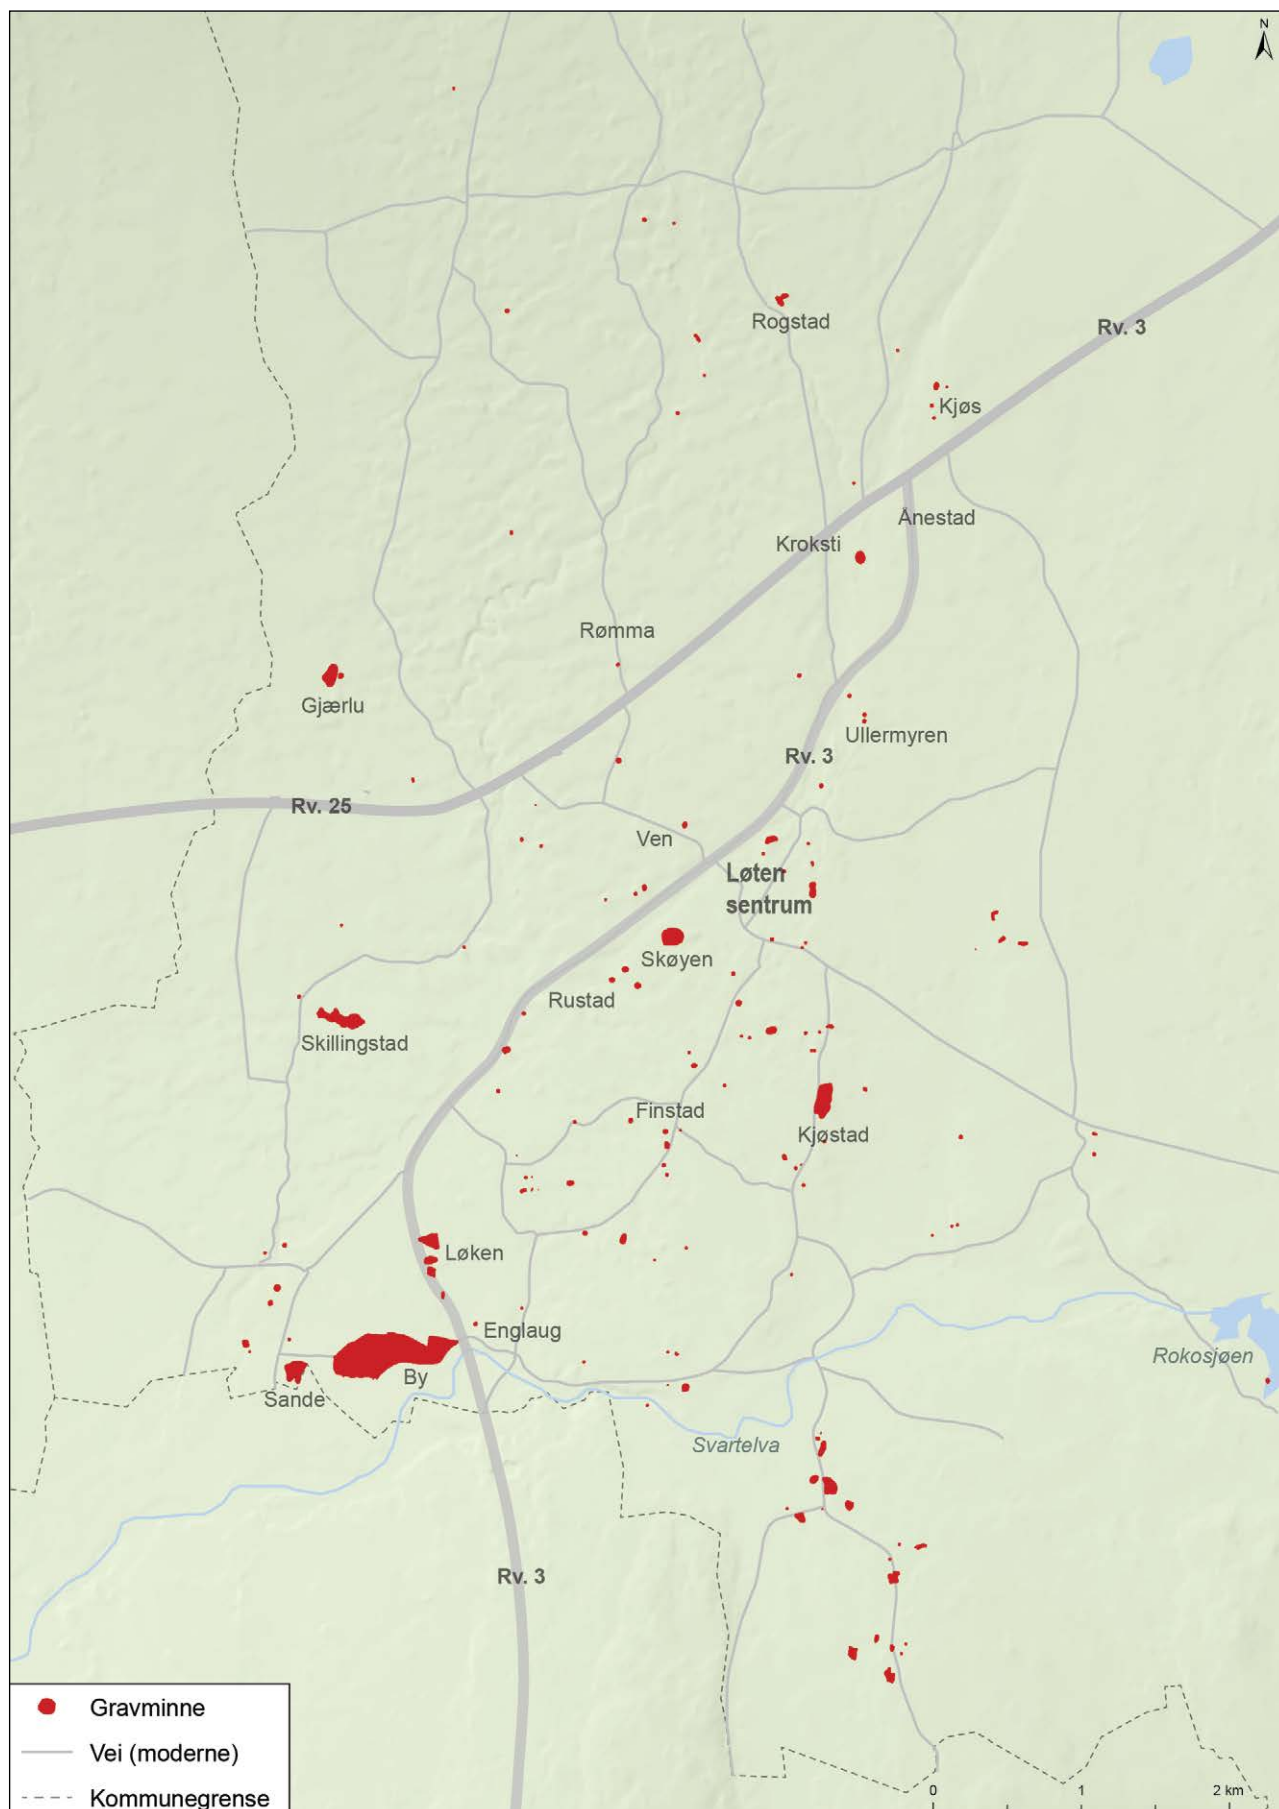 N
Rogstad
Rv. 3
Kjøs
Ånestad
Kroksti
Rømma
Gjærlu
Ullermyren
Rv. 3
Rv. 25
Ven
Løten
sentrum
Skøyen
Rustad
Skillingstad
Finstad
Kjøstad
Løken
Englaug
Rokosjøen
By
Sande
Svartelva
Rv. 3
Gravminne
Vei (moderne)
Kommunegrense
0 1 2 km